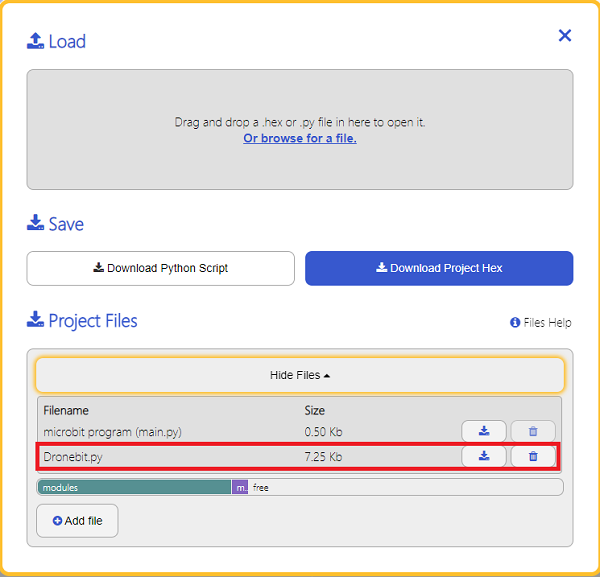 Load
Drag and drop a .hex or .py file in here to open it.
Or browse for a file.
Save
Download Python Script
Download Project Hex
Project Files
Files Help
Hide Files
Filename Size
microbit program (main.py) 0.50 Kb
Dronebit.py 7.25 Kb
modules m. free
Add file